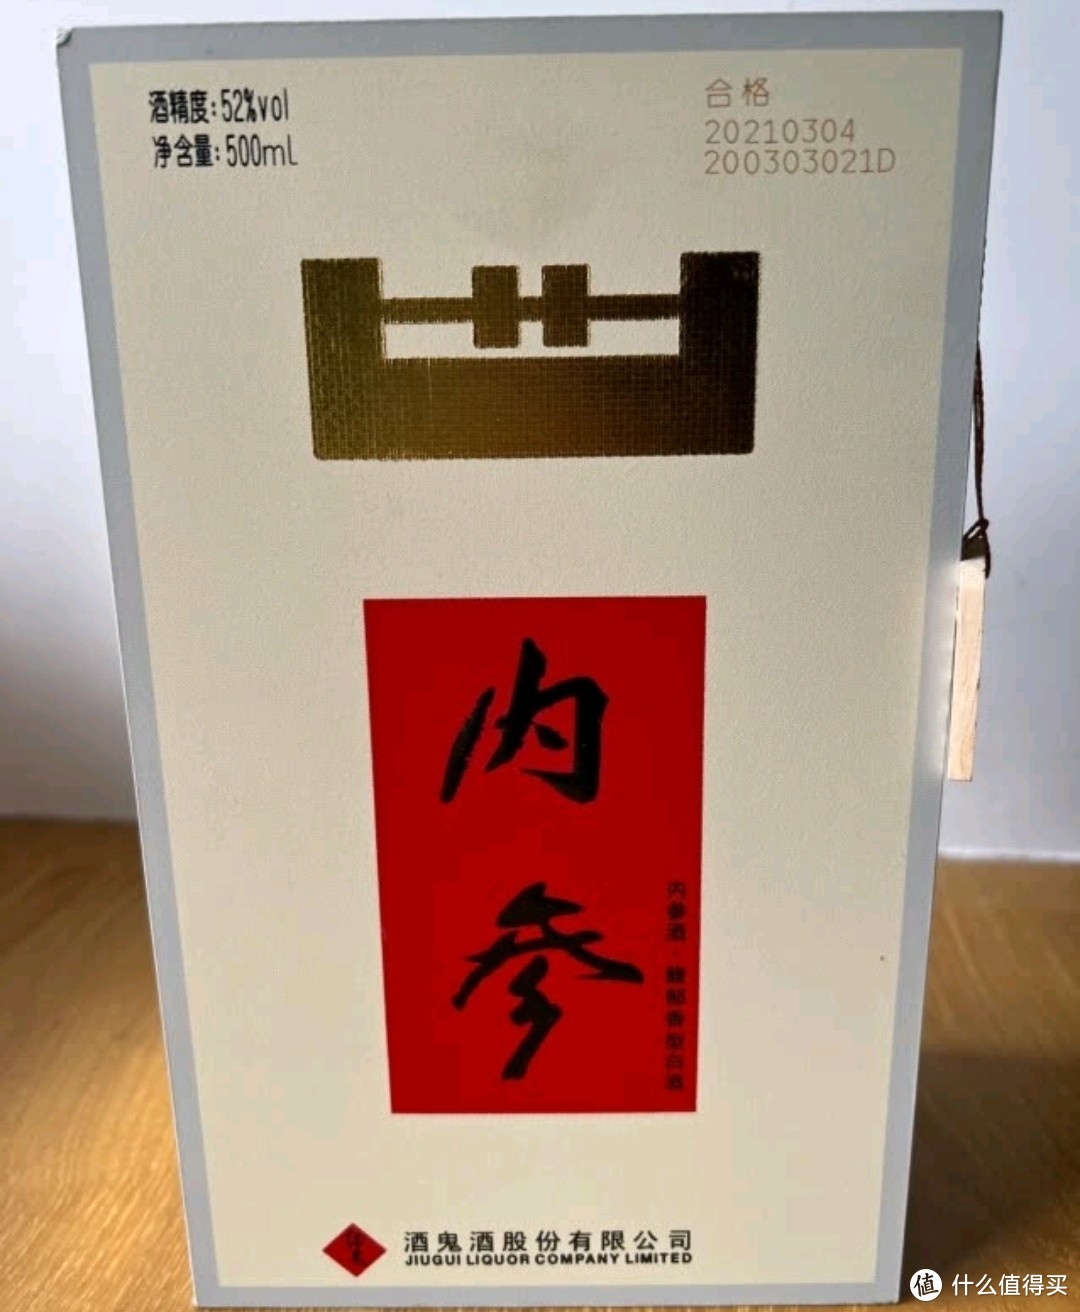 酒精度:52%vol
净含量:500mL
合格
20210304
200303021D
内参
内参酒·馥郁香型白酒
酒鬼酒股份有限公司
JIUGUI LIQUOR COMPANY LIMITED
值 什么值得买